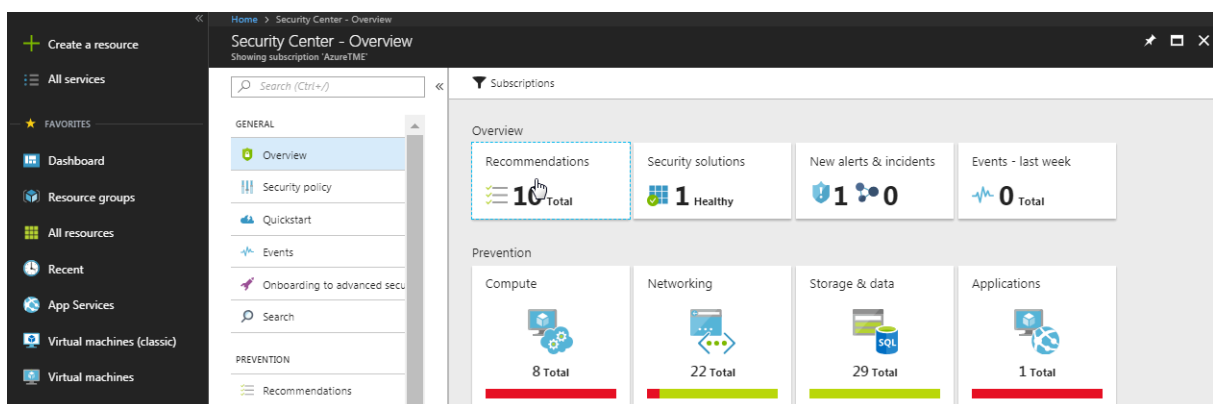 Home > Security Center - Overview
Security Center - Overview
Showing subscription 'AzureTME'
Create a resource
All services
FAVORITES
Dashboard
Resource groups
All resources
Recent
App Services
Virtual machines (classic)
Virtual machines
Search (Ctrl+/)
GENERAL
Overview
Security policy
Quickstart
Events
Onboarding to advanced secu
Search
PREVENTION
Recommendations
Subscriptions
Overview
Recommendations
Total
Security solutions
1 Healthy
New alerts & incidents
1 0
Events - last week
0 Total
Prevention
Compute
8 Total
Networking
22 Total
Storage & data
SQL
29 Total
Applications
1 Total